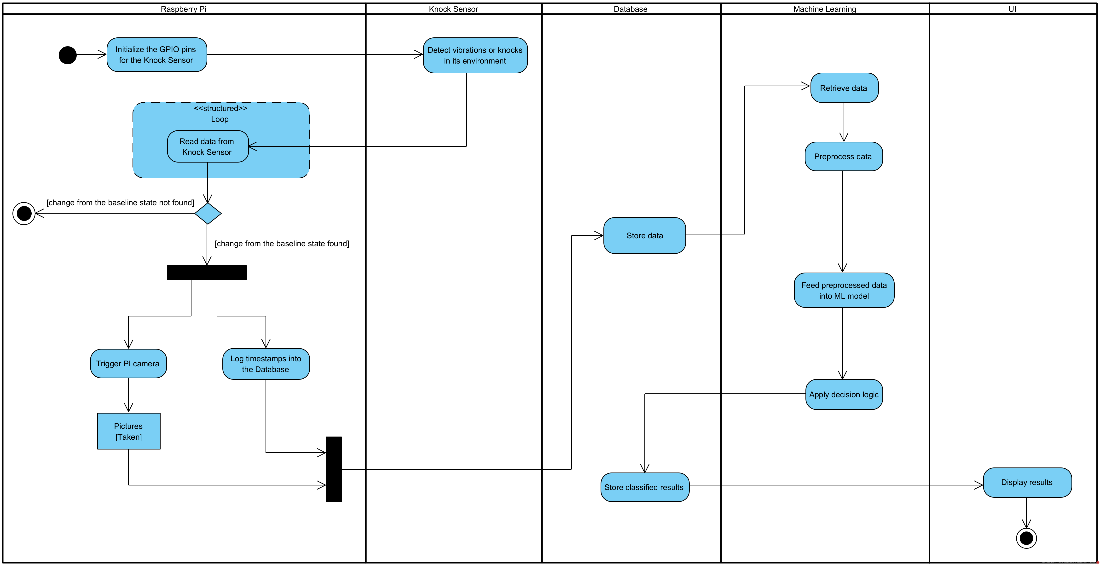 Raspberry Pi
Knock Sensor
Database
Machine Learning
UI
Initialize the GPIO pins
for the Knock Sensor
Detect vibrations or knocks
in its environment
<<structured>>
Loop
Read data from
Knock Sensor
[change from the baseline state not found]
[change from the baseline state found]
Trigger PI camera
Log timestamps into
the Database
Pictures
[Taken]
Store data
Retrieve data
Preprocess data
Feed preprocessed data
into ML model
Apply decision logic
Store classified results
Display results